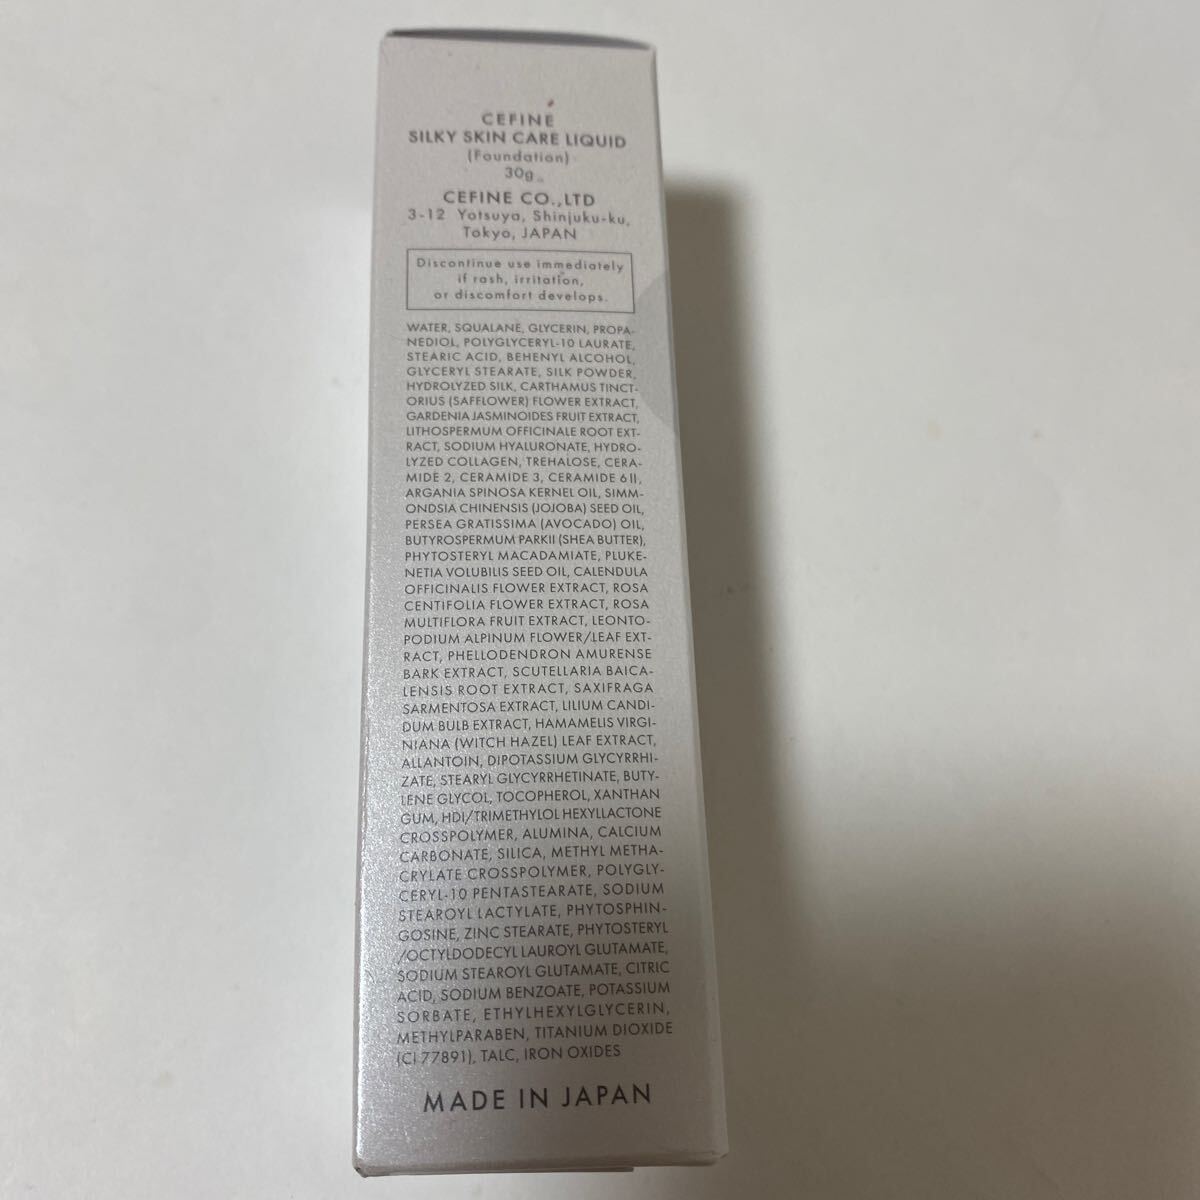 CEFINE
SILKY SKIN CARE LIQUID
(Foundation)
30g
CEFINE CO.,LTD
3-12 Yotsuya, Shinjuku-ku,
Tokyo, JAPAN
Discontinue use immediately
if rash, irritation,
or discomfort develops.
WATER, SQUALANE, GLYCERIN, PROPA-
NEDIOL, POLYGLYCERYL-10 LAURATE,
STEARIC ACID, BEHENYL ALCOHOL,
GLYCERYL STEARATE, SILK POWDER,
HYDROLYZED SILK, CARTHAMUS TINCT-
ORIUS (SAFFLOWER) FLOWER EXTRACT,
GARDENIA JASMINOIDES FRUIT EXTRACT,
LITHOSPERMUM OFFICINALE ROOT EXT-
RACT, SODIUM HYALURONATE, HYDRO-
LYZED COLLAGEN, TREHALOSE, CERA-
MIDE 2, CERAMIDE 3, CERAMIDE 6 II,
ARGANIA SPINOSA KERNEL OIL, SIMM-
ONDSIA CHINENSIS (JOJOBA) SEED OIL,
PERSEA GRATISSIMA (AVOCADO) OIL,
BUTYROSPERMUM PARKII (SHEA BUTTER),
PHYTOSTERYL MACADAMIATE, PLUKE-
NETIA VOLUBILIS SEED OIL, CALENDULA
OFFICINALIS FLOWER EXTRACT, ROSA
CENTIFOLIA FLOWER EXTRACT, ROSA
MULTIFLORA FRUIT EXTRACT, LEONTO-
PODIUM ALPINUM FLOWER/LEAF EXT-
RACT, PHELLODENDRON AMURENSE
BARK EXTRACT, SCUTELLARIA BAICA-
LENSIS ROOT EXTRACT, SAXIFRAGA
SARMENTOSA EXTRACT, LILIUM CANDI-
DUM BULB EXTRACT, HAMAMELIS VIRGI-
NIANA (WITCH HAZEL) LEAF EXTRACT,
ALLANTOIN, DIPOTASSIUM GLYCYRRHI-
ZATE, STEARYL GLYCYRRHETINATE, BUTY-
LENE GLYCOL, TOCOPHEROL, XANTHAN
GUM, HDI/TRIMETHYLOL HEXYLLACTONE
CROSSPOLYMER, ALUMINA, CALCIUM
CARBONATE, SILICA, METHYL METHA-
CRYLATE CROSSPOLYMER, POLYGLY-
CERYL-10 PENTASTEARATE, SODIUM
STEAROYL LACTYLATE, PHYTOSPHIN-
GOSINE, ZINC STEARATE, PHYTOSTERYL
/OCTYLDODECYL LAUROYL GLUTAMATE,
SODIUM STEAROYL GLUTAMATE, CITRIC
ACID, SODIUM BENZOATE, POTASSIUM
SORBATE, ETHYLHEXYLGLYCERIN,
METHYLPARABEN, TITANIUM DIOXIDE
(CI 77891), TALC, IRON OXIDES
MADE IN JAPAN